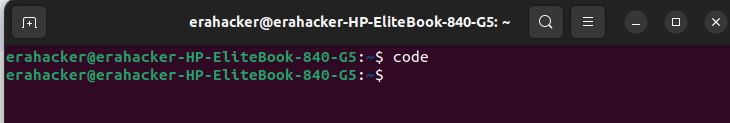 erahacker@erahacker-HP-EliteBook-840-G5: ~
erahacker@erahacker-HP-EliteBook-840-G5:~$ code
erahacker@erahacker-HP-EliteBook-840-G5:~$